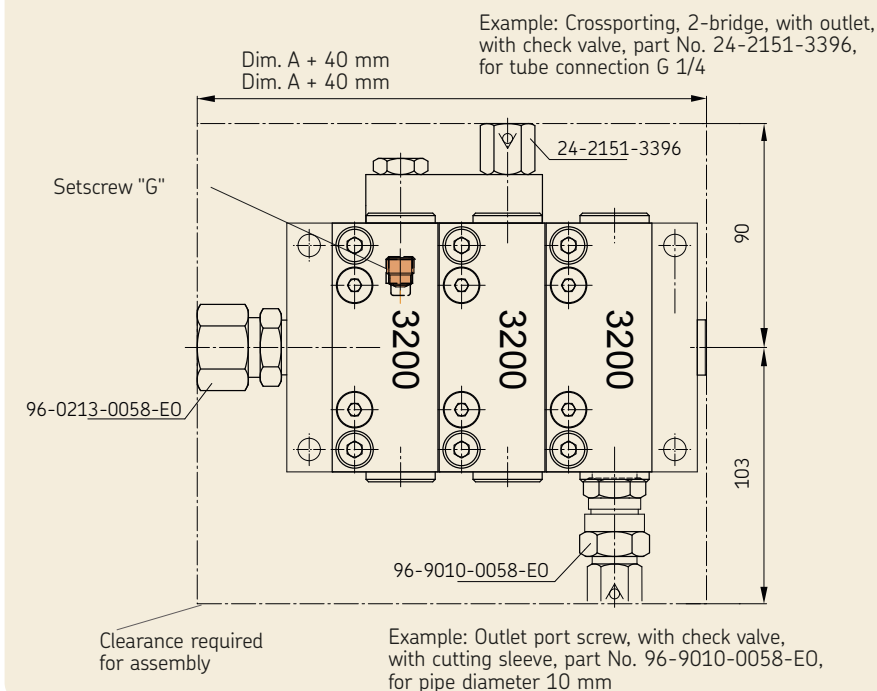 Example: Crossporting, 2-bridge, with outlet,
with check valve, part No. 24-2151-3396,
for tube connection G 1/4
Dim. A + 40 mm
Dim. A + 40 mm
24-2151-3396
Setscrew "G"
90
3200
3200
3200
96-0213-0058-EO
103
96-9010-0058-EO
Clearance required
for assembly
Example: Outlet port screw, with check valve,
with cutting sleeve, part No. 96-9010-0058-EO,
for pipe diameter 10 mm